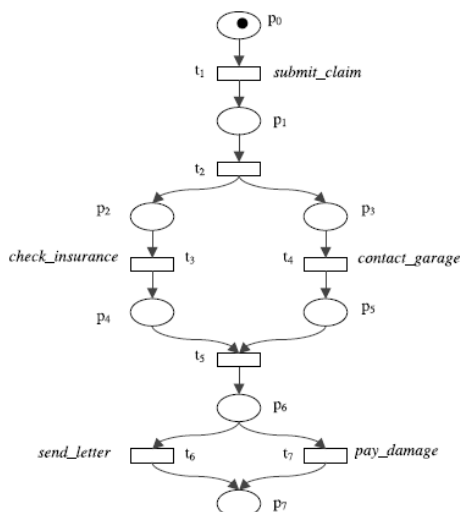 p0
t1 submit_claim
p1
t2
p2 p3
check_insurance t3 t4 contact_garage
p4 p5
t5
p6
send_letter t6 t7 pay_damage
p7